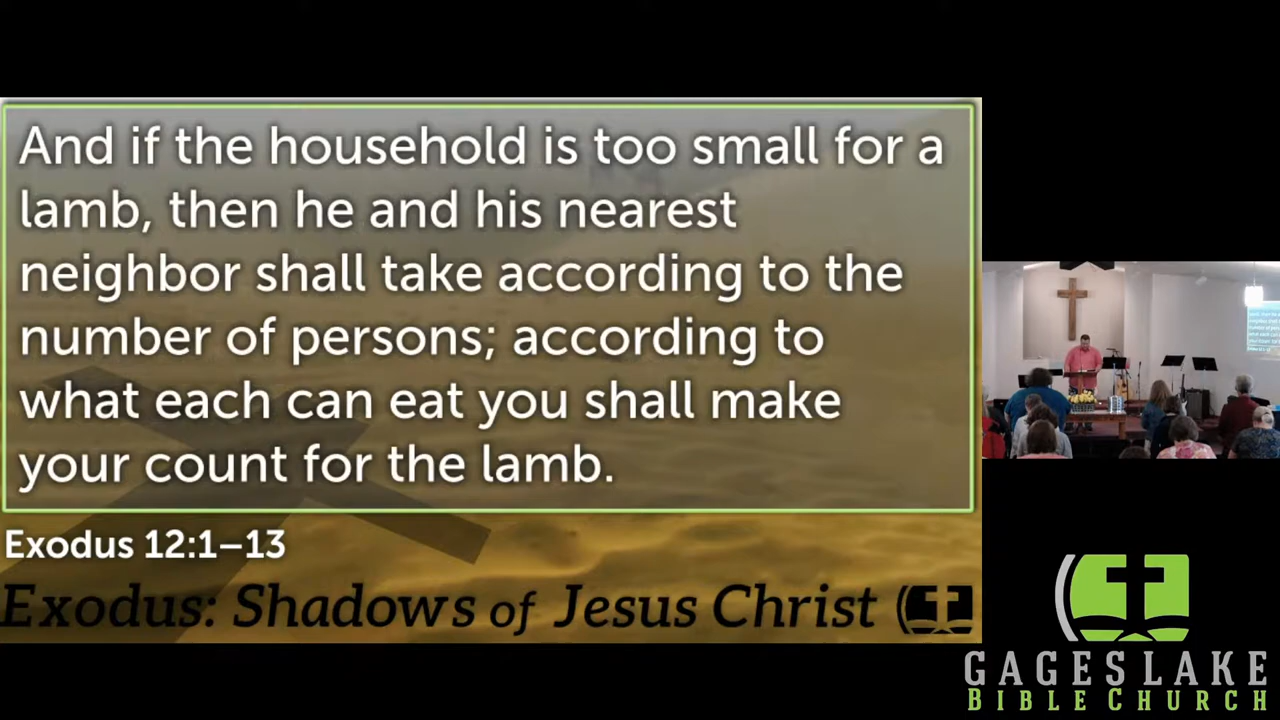 And if the household is too small for a
lamb, then he and his nearest
neighbor shall take according to the
number of persons; according to
what each can eat you shall make
your count for the lamb.
Exodus 12:1–13
Exodus: Shadows of Jesus Christ
GAGESLAKE
BIBLE CHURCH